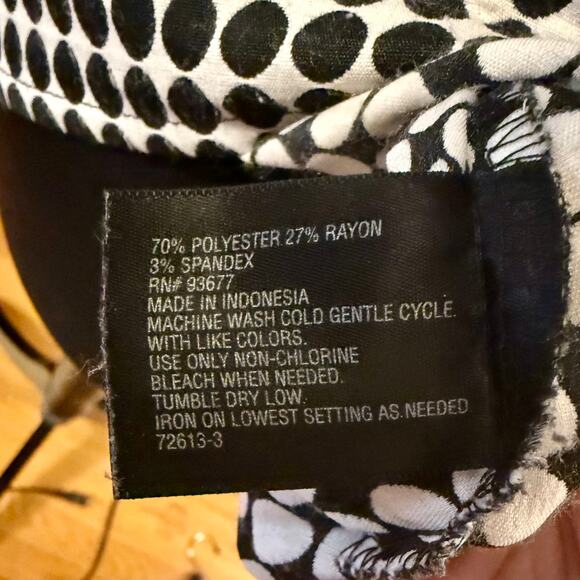 70% POLYESTER 27% RAYON
3% SPANDEX
RN# 93677
MADE IN INDONESIA
MACHINE WASH COLD GENTLE CYCLE.
WITH LIKE COLORS.
USE ONLY NON-CHLORINE
BLEACH WHEN NEEDED.
TUMBLE DRY LOW.
IRON ON LOWEST SETTING AS NEEDED
72613-3